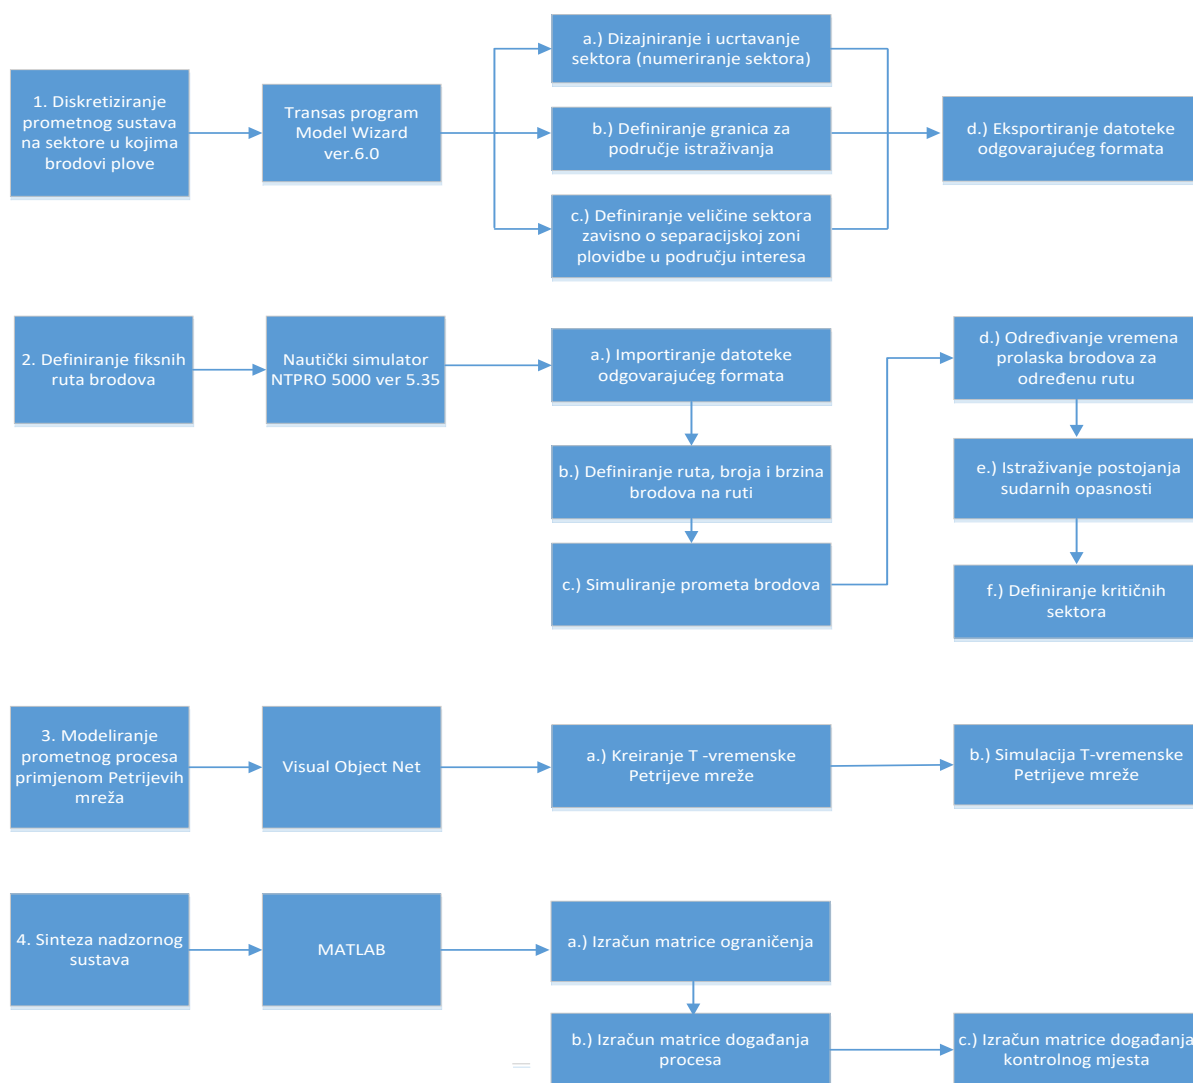 1. Diskretiziranje
prometnog sustava
na sektore u kojima
brodovi plove
Transas program
Model Wizard
ver.6.0
a.) Dizajniranje i ucrtavanje
sektora (numeriranje sektora)
b.) Definiranje granica za
područje istraživanja
c.) Definiranje veličine sektora
zavisno o separacijskoj zoni
plovidbe u području interesa
d.) Eksportiranje datoteke
odgovarajućeg formata
2. Definiranje fiksnih
ruta brodova
Nautički simulator
NTPRO 5000 ver 5.35
a.) Importiranje datoteke
odgovarajućeg formata
b.) Definiranje ruta, broja i brzina
brodova na ruti
c.) Simuliranje prometa brodova
d.) Određivanje vremena
prolaska brodova za
određenu rutu
e.) Istraživanje postojanja
sudarnih opasnosti
f.) Definiranje kritičnih
sektora
3. Modeliranje
prometnog procesa
primjenom Petrijevih
mreža
Visual Object Net
a.) Kreiranje T -vremenske
Petrijeve mreže
b.) Simulacija T-vremenske
Petrijeve mreže
4. Sinteza nadzornog
sustava
MATLAB
a.) Izračun matrice ograničenja
b.) Izračun matrice događanja
procesa
c.) Izračun matrice događanja
kontrolnog mjesta